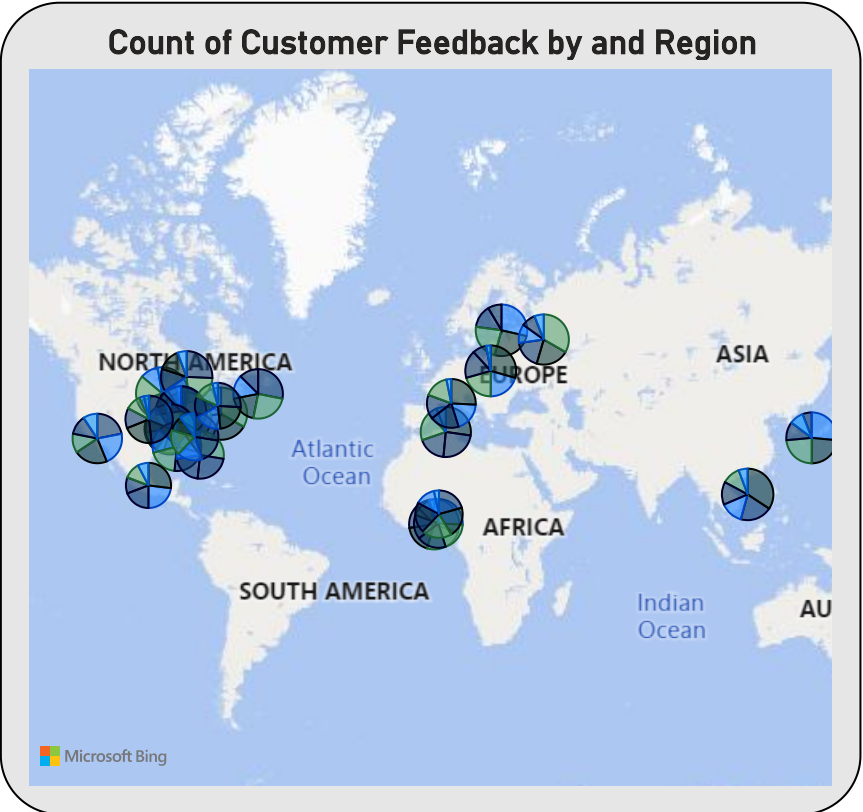 Count of Customer Feedback by and Region
NORTH AMERICA
EUROPE
ASIA
Atlantic
Ocean
AFRICA
SOUTH AMERICA
Indian
Ocean
AU
Microsoft Bing